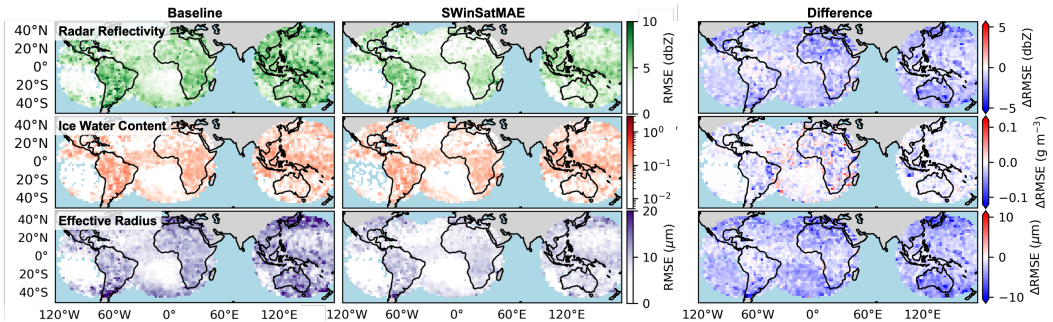 Baseline
SWinSatMAE
Difference
Radar Reflectivity
40°N
20°N
0°
20°S
40°S
10
5
0
RMSE (dbZ)
5
0
−5
ΔRMSE (dbZ)
Ice Water Content
40°N
20°N
0°
20°S
40°S
10⁰
10⁻¹
10⁻²
RMSE (g m⁻³)
0.1
0.0
−0.1
ΔRMSE (g m⁻³)
Effective Radius
40°N
20°N
0°
20°S
40°S
20
10
0
RMSE (μm)
10
0
−10
ΔRMSE (μm)
120°W 60°W 0° 60°E 120°E
120°W 60°W 0° 60°E 120°E
120°W 60°W 0° 60°E 120°E